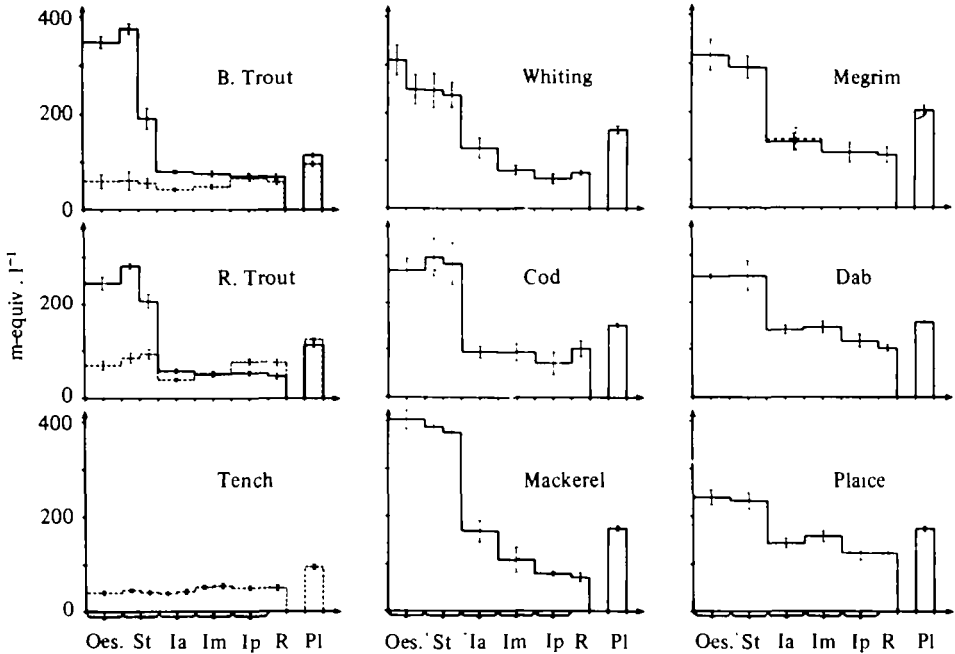 400
200
0
B. Trout
Whiting
Megrim
m-equiv . l⁻¹
200
0
R. Trout
Cod
Dab
400
200
0
Tench
Mackerel
Plaice
Oes. St Ia Im Ip R Pl
Oes. St Ia Im Ip R Pl
Oes. St Ia Im Ip R Pl